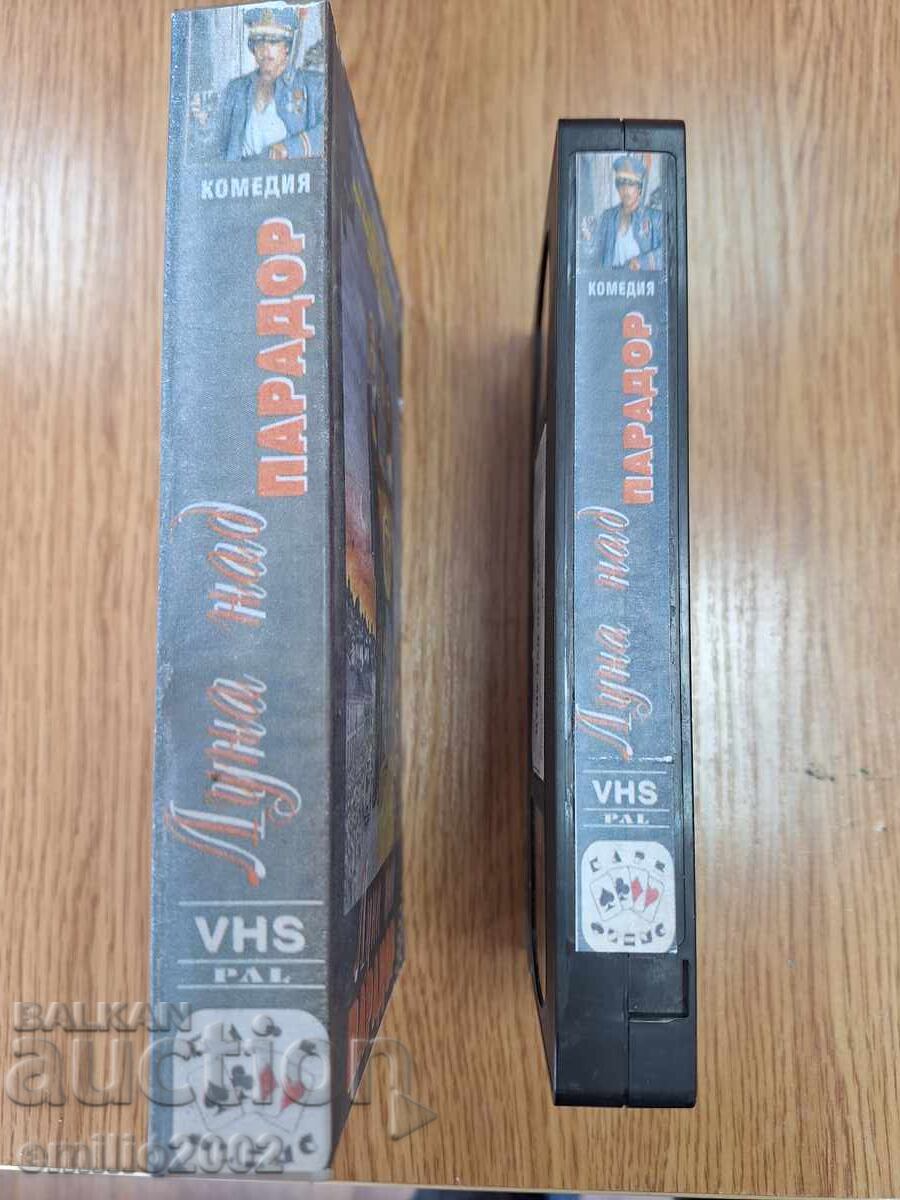 КОМЕДИЯ
Луна над
ПАРАДОР
VHS
PAL
КОМЕДИЯ
Луна над
ПАРАДОР
VHS
PAL
BALKAN
auction
emilio2002